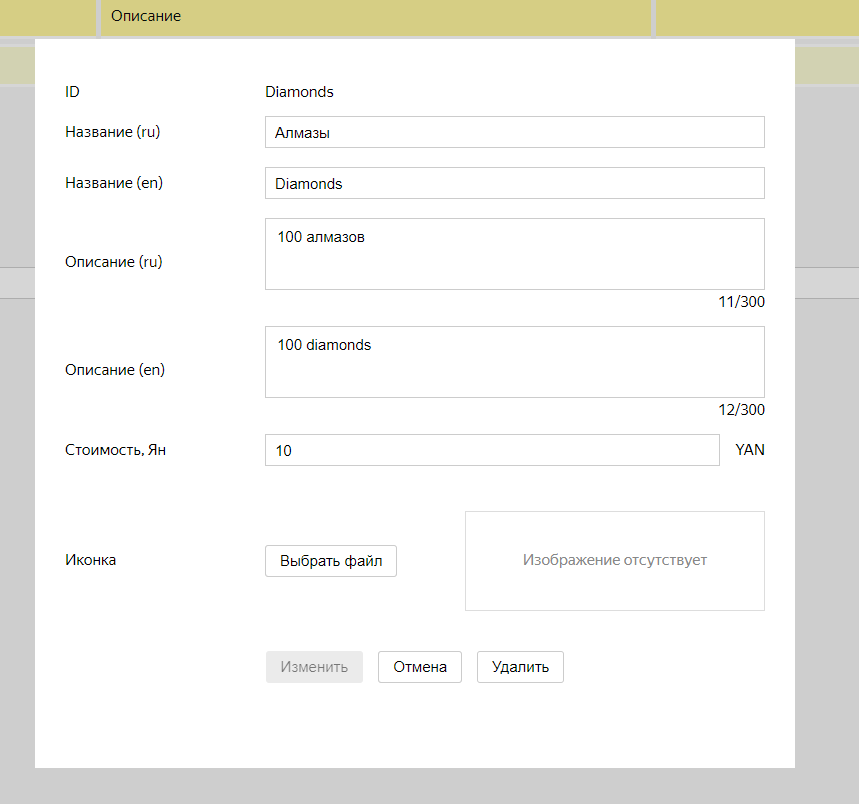 Описание
ID Diamonds
Название (ru) Алмазы
Название (en) Diamonds
Описание (ru) 100 алмазов
11/300
Описание (en) 100 diamonds
12/300
Стоимость, Ян 10 YAN
Иконка Выбрать файл Изображение отсутствует
Изменить Отмена Удалить